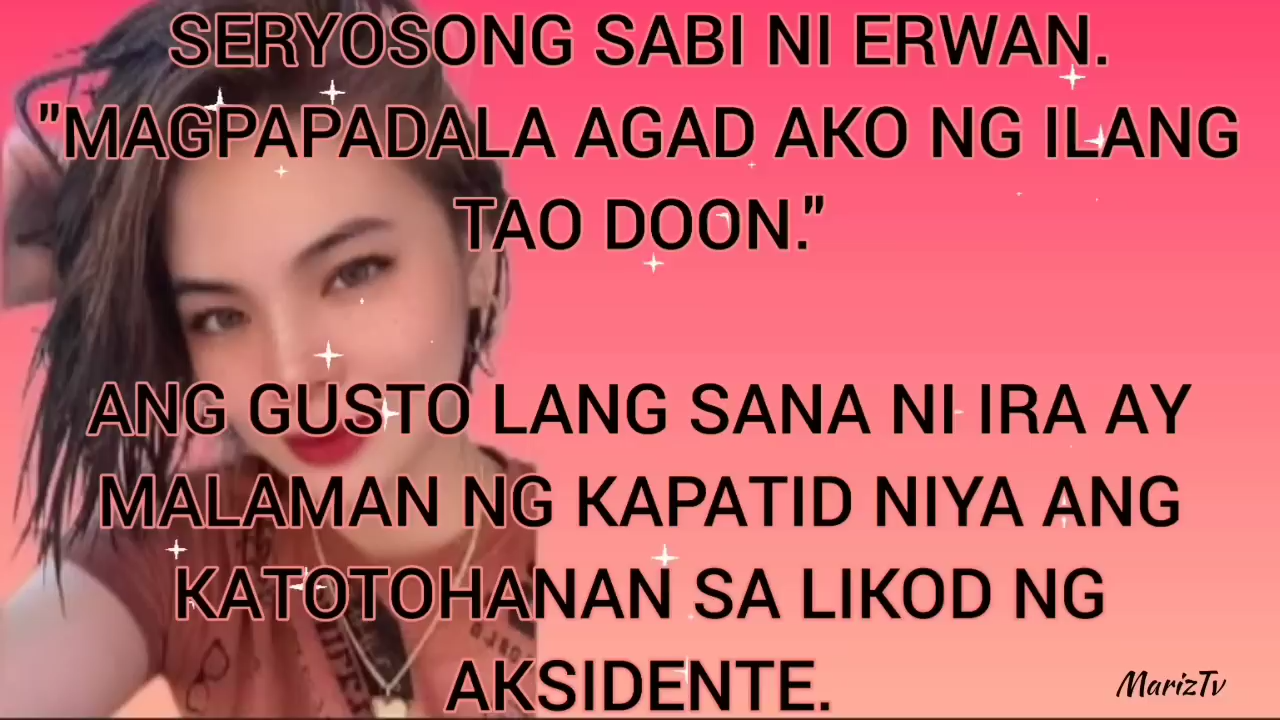 SERYOSONG SABI NI ERWAN.
"MAGPAPADALA AGAD AKO NG ILANG
TAO DOON."
ANG GUSTO LANG SANA NI IRA AY
MALAMAN NG KAPATID NIYA ANG
KATOTOHANAN SA LIKOD NG
AKSIDENTE.
MarizTv